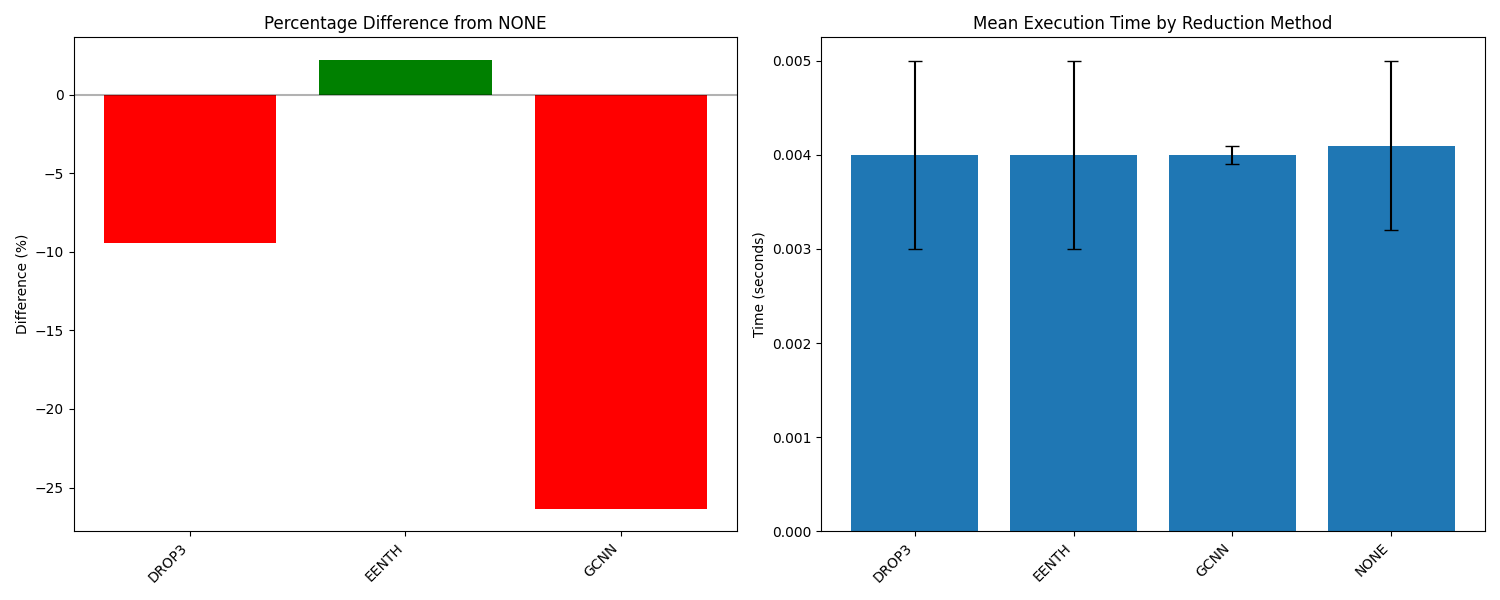 Percentage Difference from NONE
Difference (%)
0
−5
−10
−15
−20
−25
DROP3
EENTH
GCNN
Mean Execution Time by Reduction Method
Time (seconds)
0.005
0.004
0.003
0.002
0.001
0.000
DROP3
EENTH
GCNN
NONE